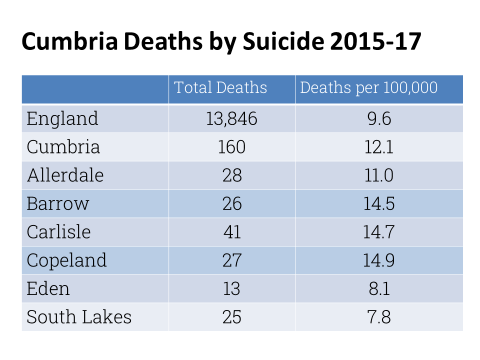 Cumbria Deaths by Suicide 2015-17
Total Deaths Deaths per 100,000
England 13,846 9.6
Cumbria 160 12.1
Allerdale 28 11.0
Barrow 26 14.5
Carlisle 41 14.7
Copeland 27 14.9
Eden 13 8.1
South Lakes 25 7.8